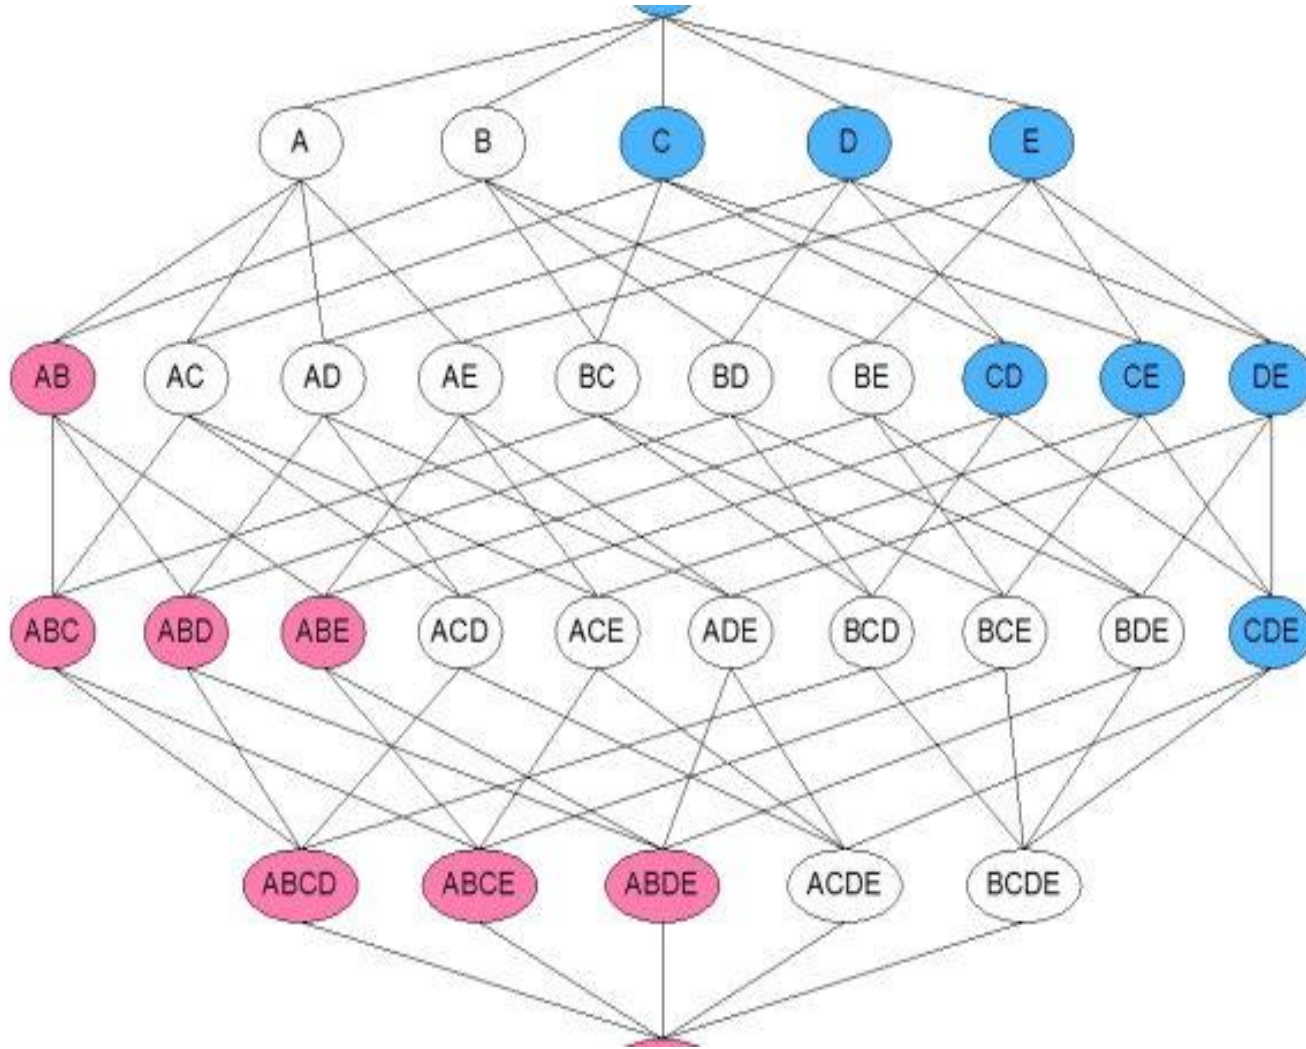 A B C D E
AB AC AD AE BC BD BE CD CE DE
ABC ABD ABE ACD ACE ADE BCD BCE BDE CDE
ABCD ABCE ABDE ACDE BCDE